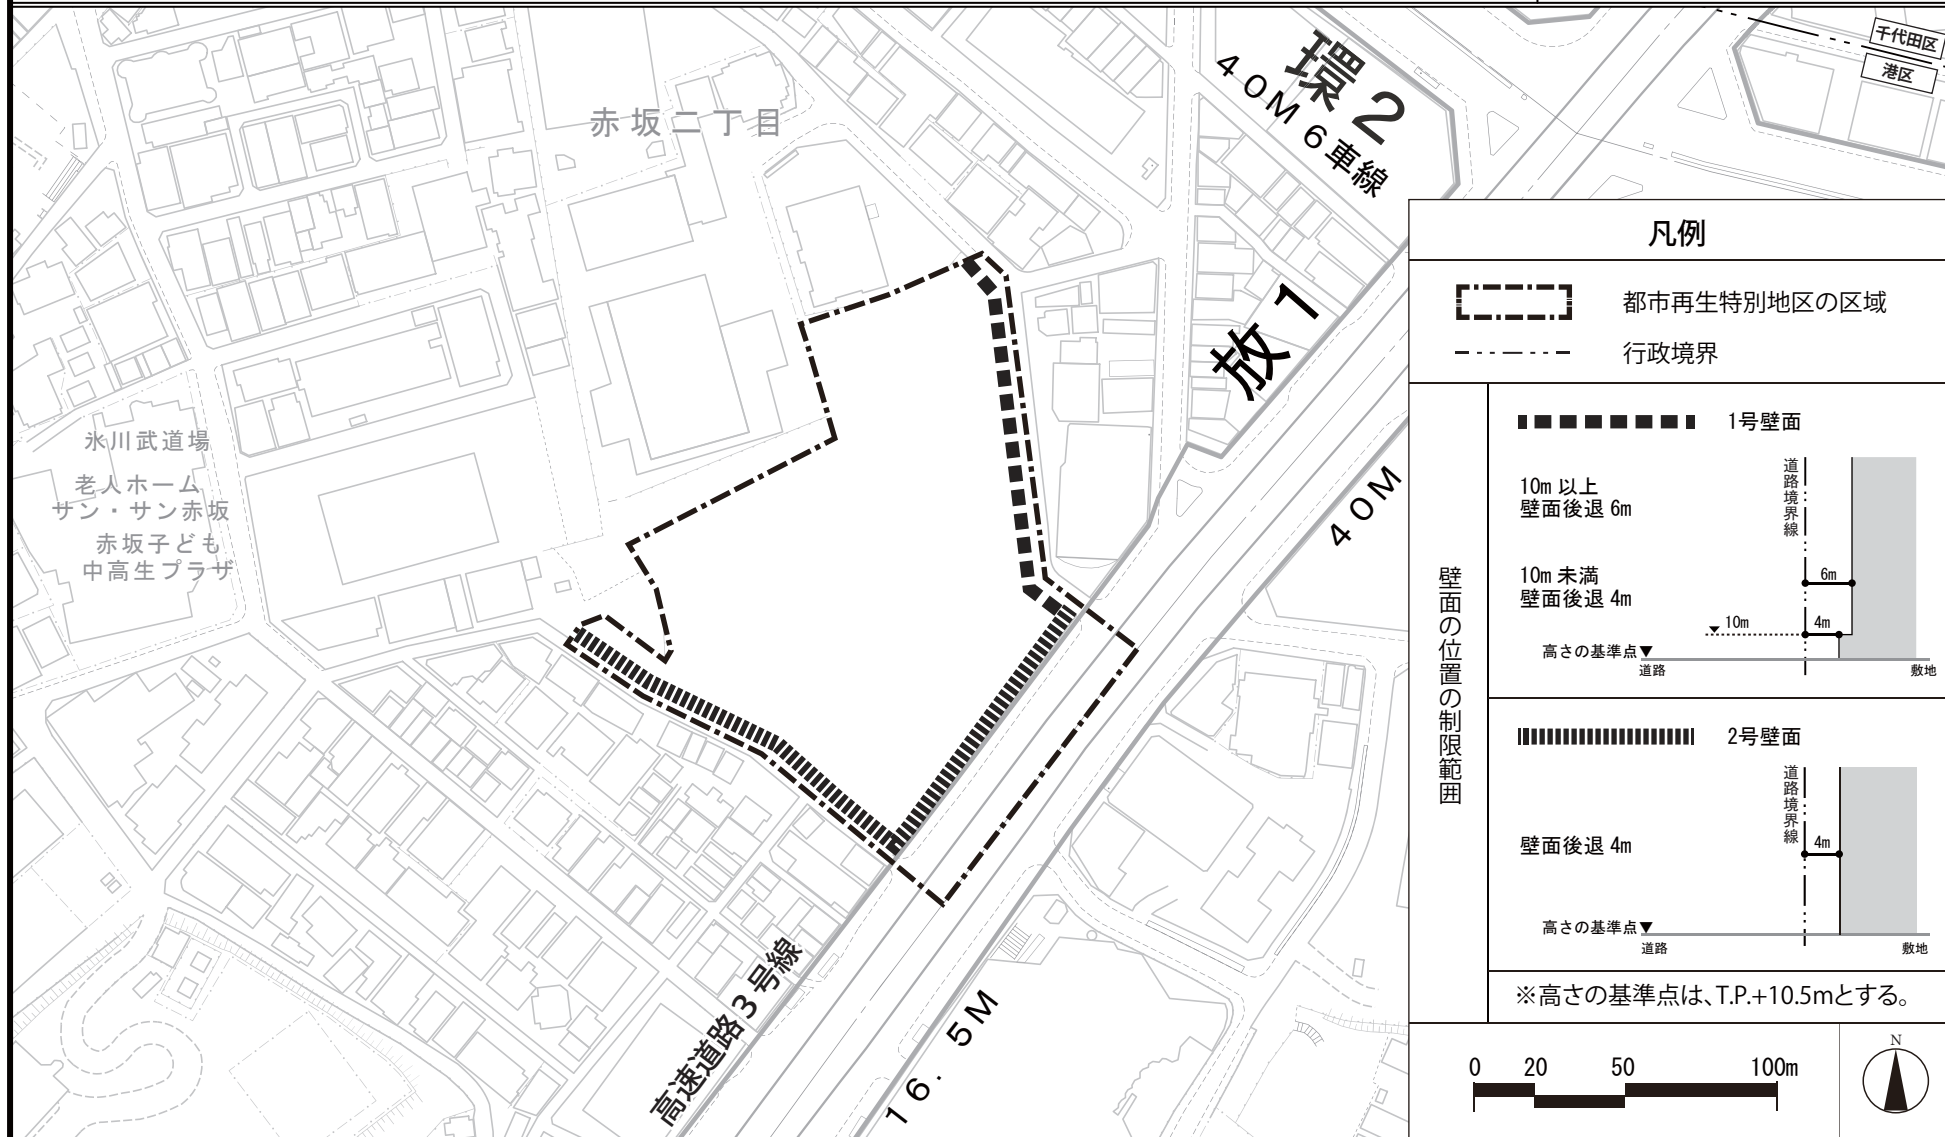 千代田区
港区
環2
40M 6車線
赤坂二丁目
放1
40M
氷川武道場
老人ホーム
サン・サン赤坂
赤坂子ども
中高生プラザ
高速道路3号線
16.5M
凡例
都市再生特別地区の区域
行政境界
壁面の位置の制限範囲
1号壁面
10m以上
壁面後退 6m
10m未満
壁面後退 4m
道路境界線
6m
10m
4m
高さの基準点▼
道路
敷地
2号壁面
道路境界線
壁面後退 4m
4m
高さの基準点▼
道路
敷地
※高さの基準点は、T.P.+10.5mとする。
0 20 50 100m
N